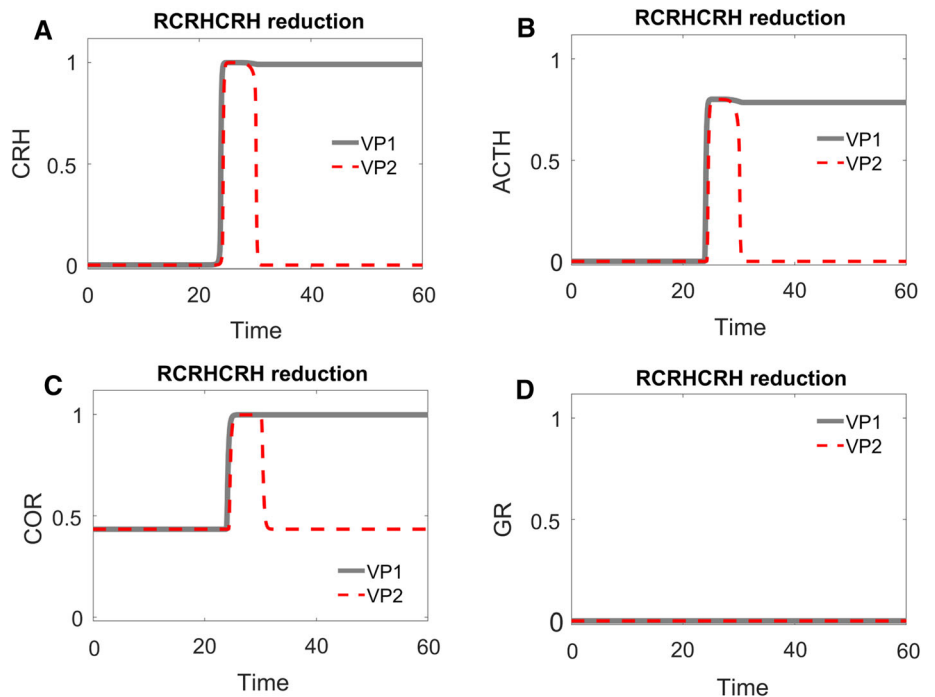 A
RCRHCRH reduction
CRH
1
0.5
0
VP1
VP2
0
20
40
60
Time
B
RCRHCRH reduction
ACTH
1
0.5
0
VP1
VP2
0
20
40
60
Time
C
RCRHCRH reduction
COR
1
0.5
0
VP1
VP2
0
20
40
60
Time
D
RCRHCRH reduction
GR
1
0.5
0
VP1
VP2
0
20
40
60
Time